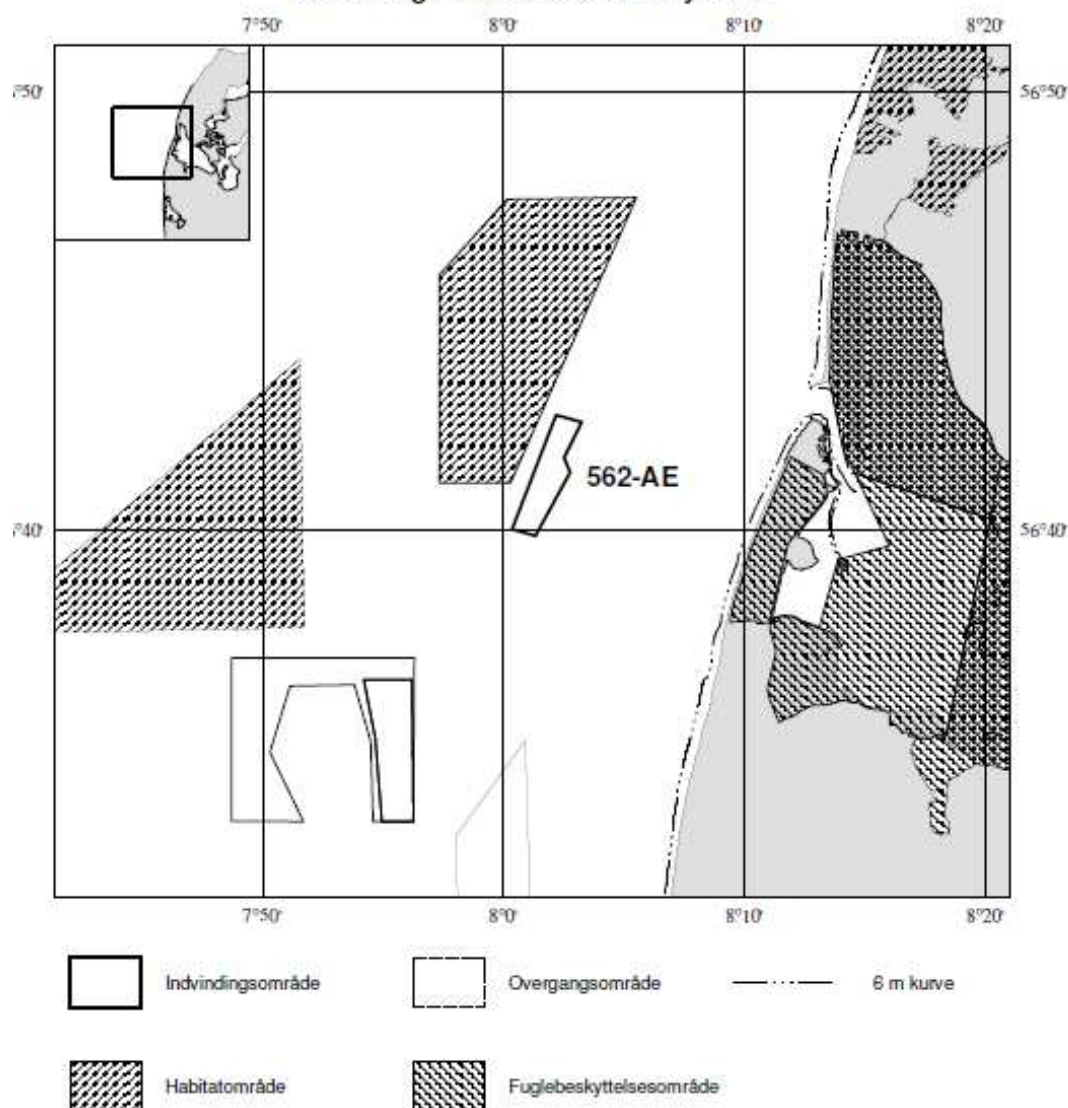 7°50' 8°0' 8°10' 8°20'
56°50'
562-AE
56°40'
7°50' 8°0' 8°10' 8°20'
Indvindingsområde Overgangsområde 6 m kurve
Habitatområde Fuglebeskyttelsesområde